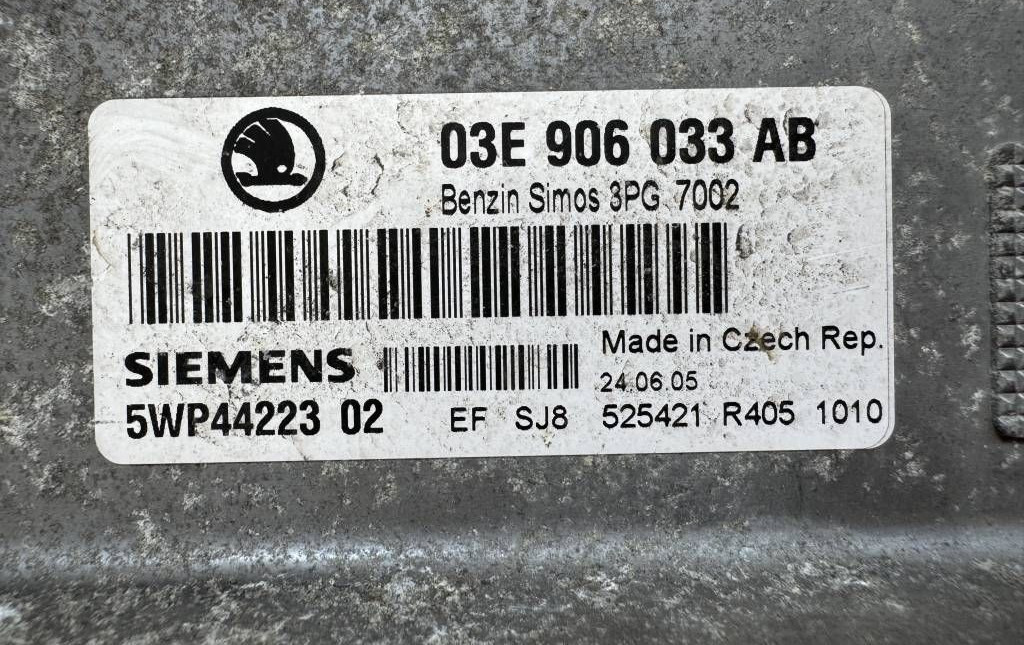 03E 906 033 AB
Benzin Simos 3PG 7002
SIEMENS
Made in Czech Rep.
24.06.05
5WP44223 02 EF SJ8 525421 R405 1010